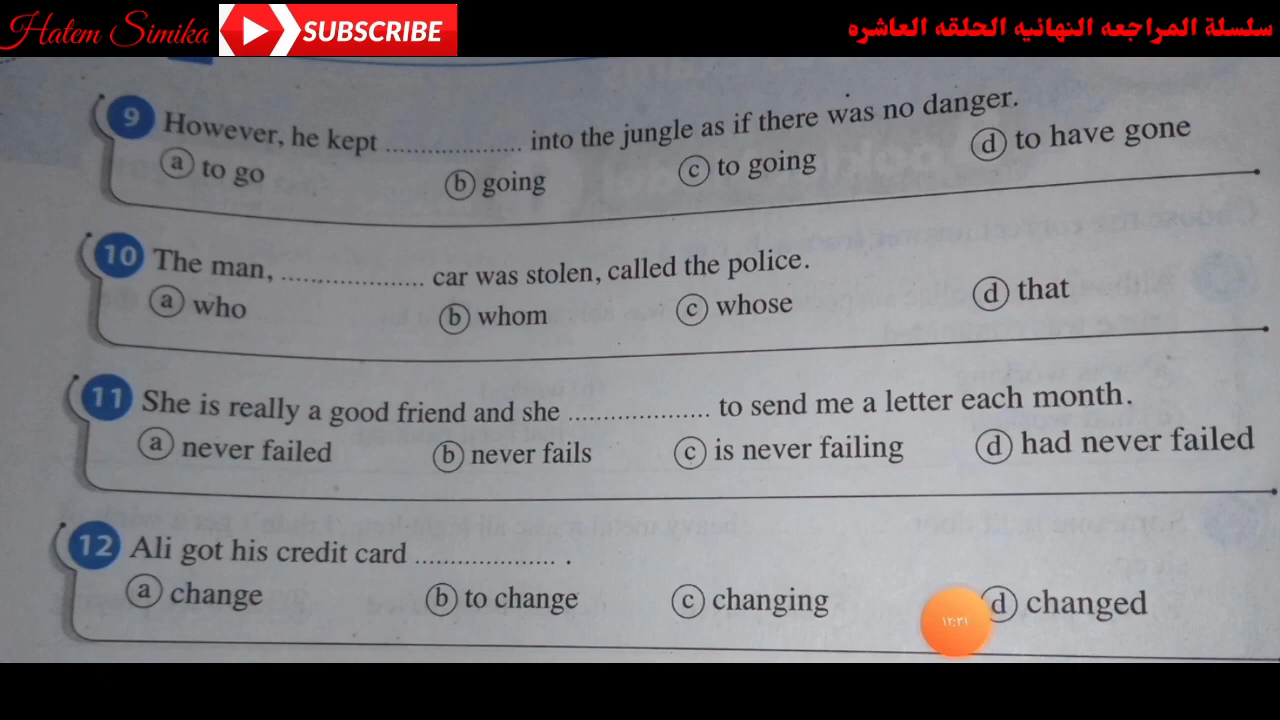 Hatem Simika SUBSCRIBE سلسلة المراجعه النهائيه الحلقه العاشره
9 However, he kept .................... into the jungle as if there was no danger.
a to go b going c to going d to have gone
10 The man, .................... car was stolen, called the police.
a who b whom c whose d that
11 She is really a good friend and she .................... to send me a letter each month.
a never failed b never fails c is never failing d had never failed
12 Ali got his credit card .................... .
a change b to change c changing d changed
١٢:٣١